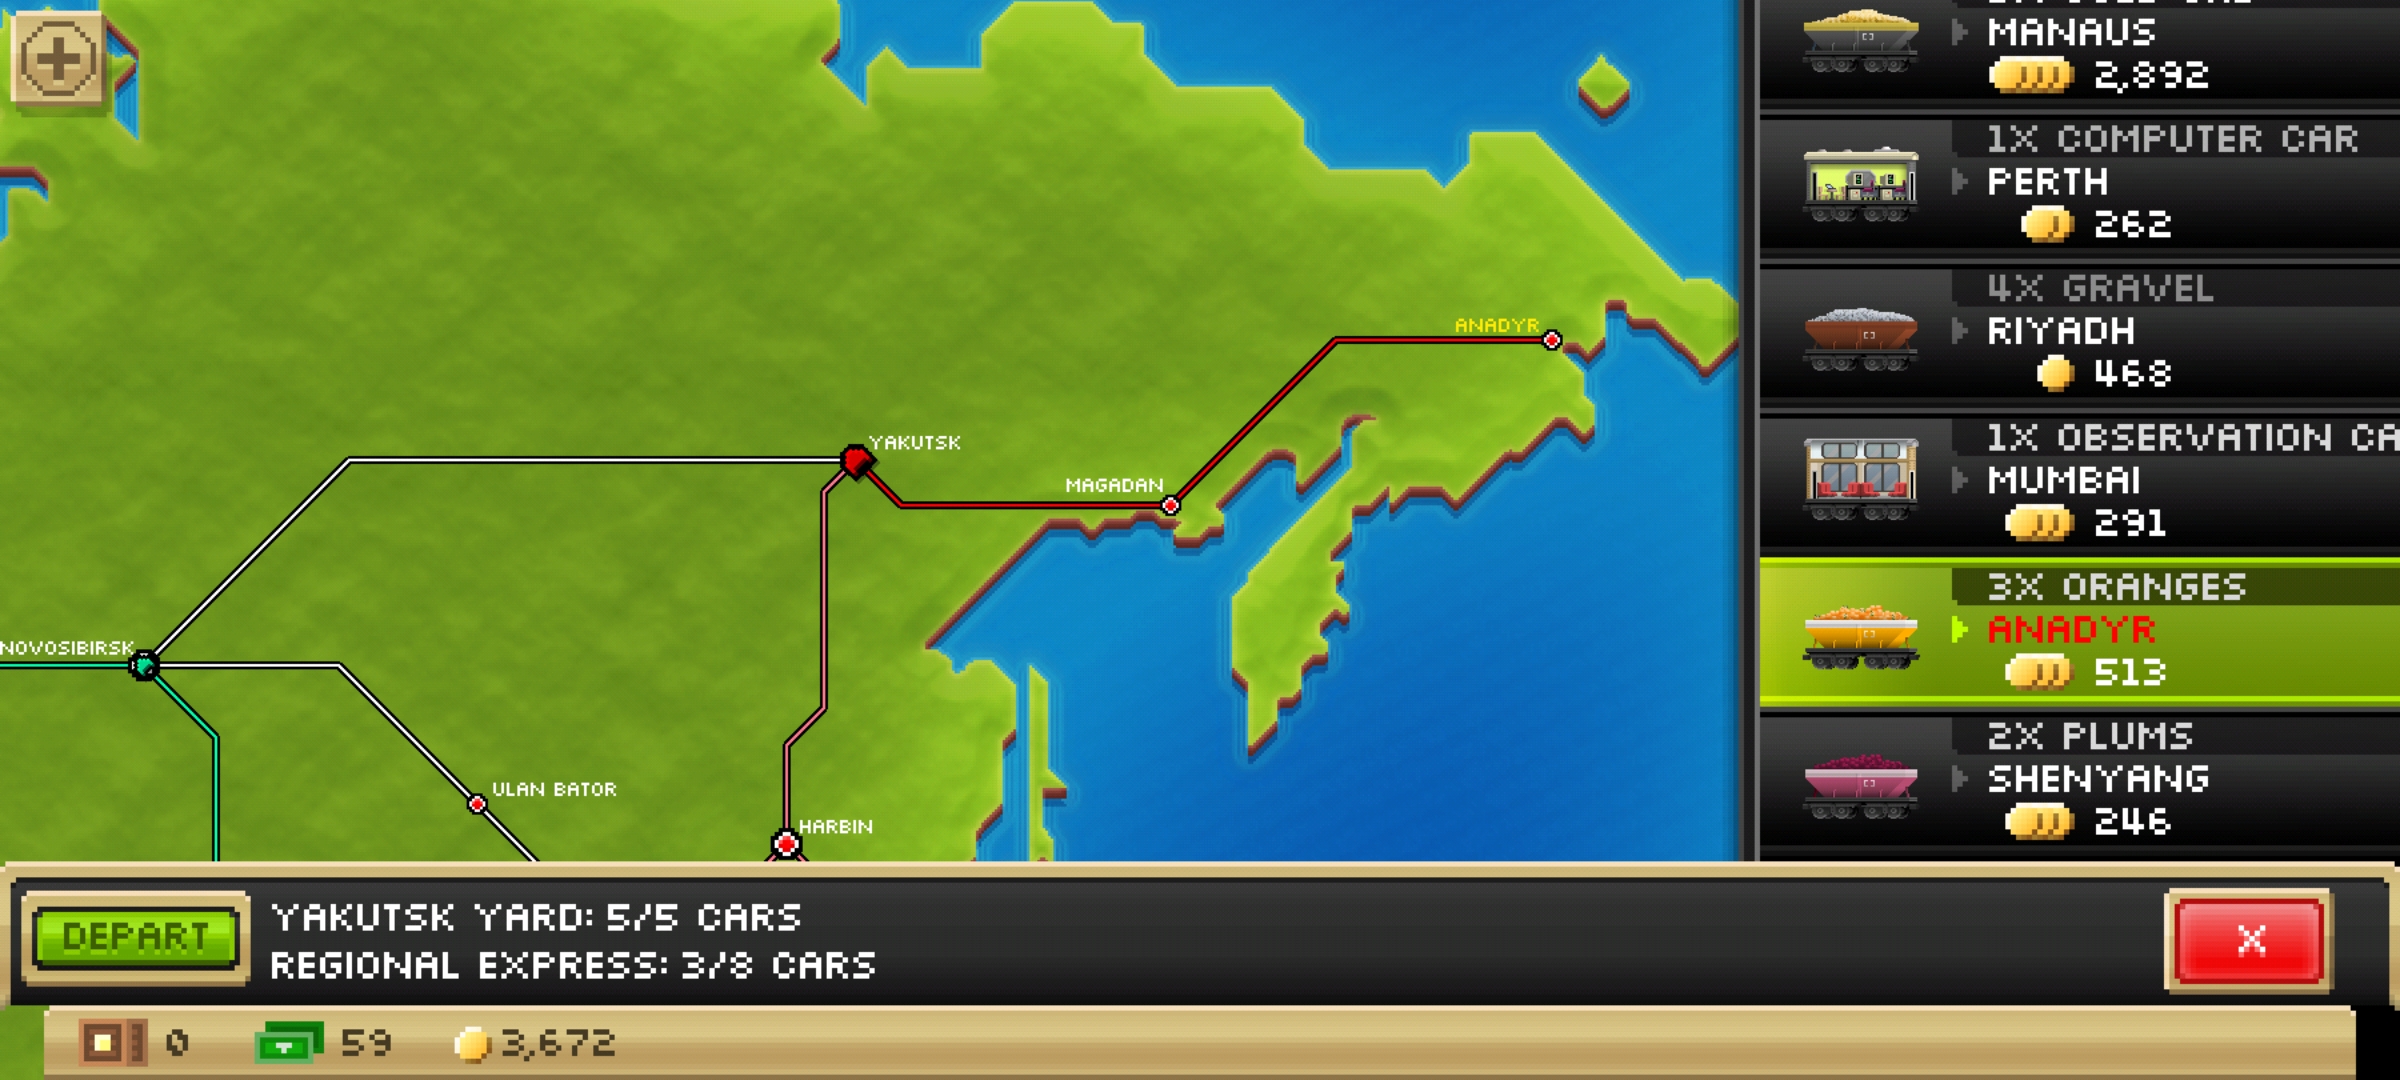 MANAUS
2,892
1X COMPUTER CAR
PERTH
262
4X GRAVEL
RIYADH
468
1X OBSERVATION CA
MUMBAI
291
3X ORANGES
ANADYR
513
2X PLUMS
SHENYANG
246
ANADYR
YAKUTSK
MAGADAN
NOVOSIBIRSK
ULAN BATOR
HARBIN
DEPART
YAKUTSK YARD: 5/5 CARS
REGIONAL EXPRESS: 3/8 CARS
X
0
59
3,672